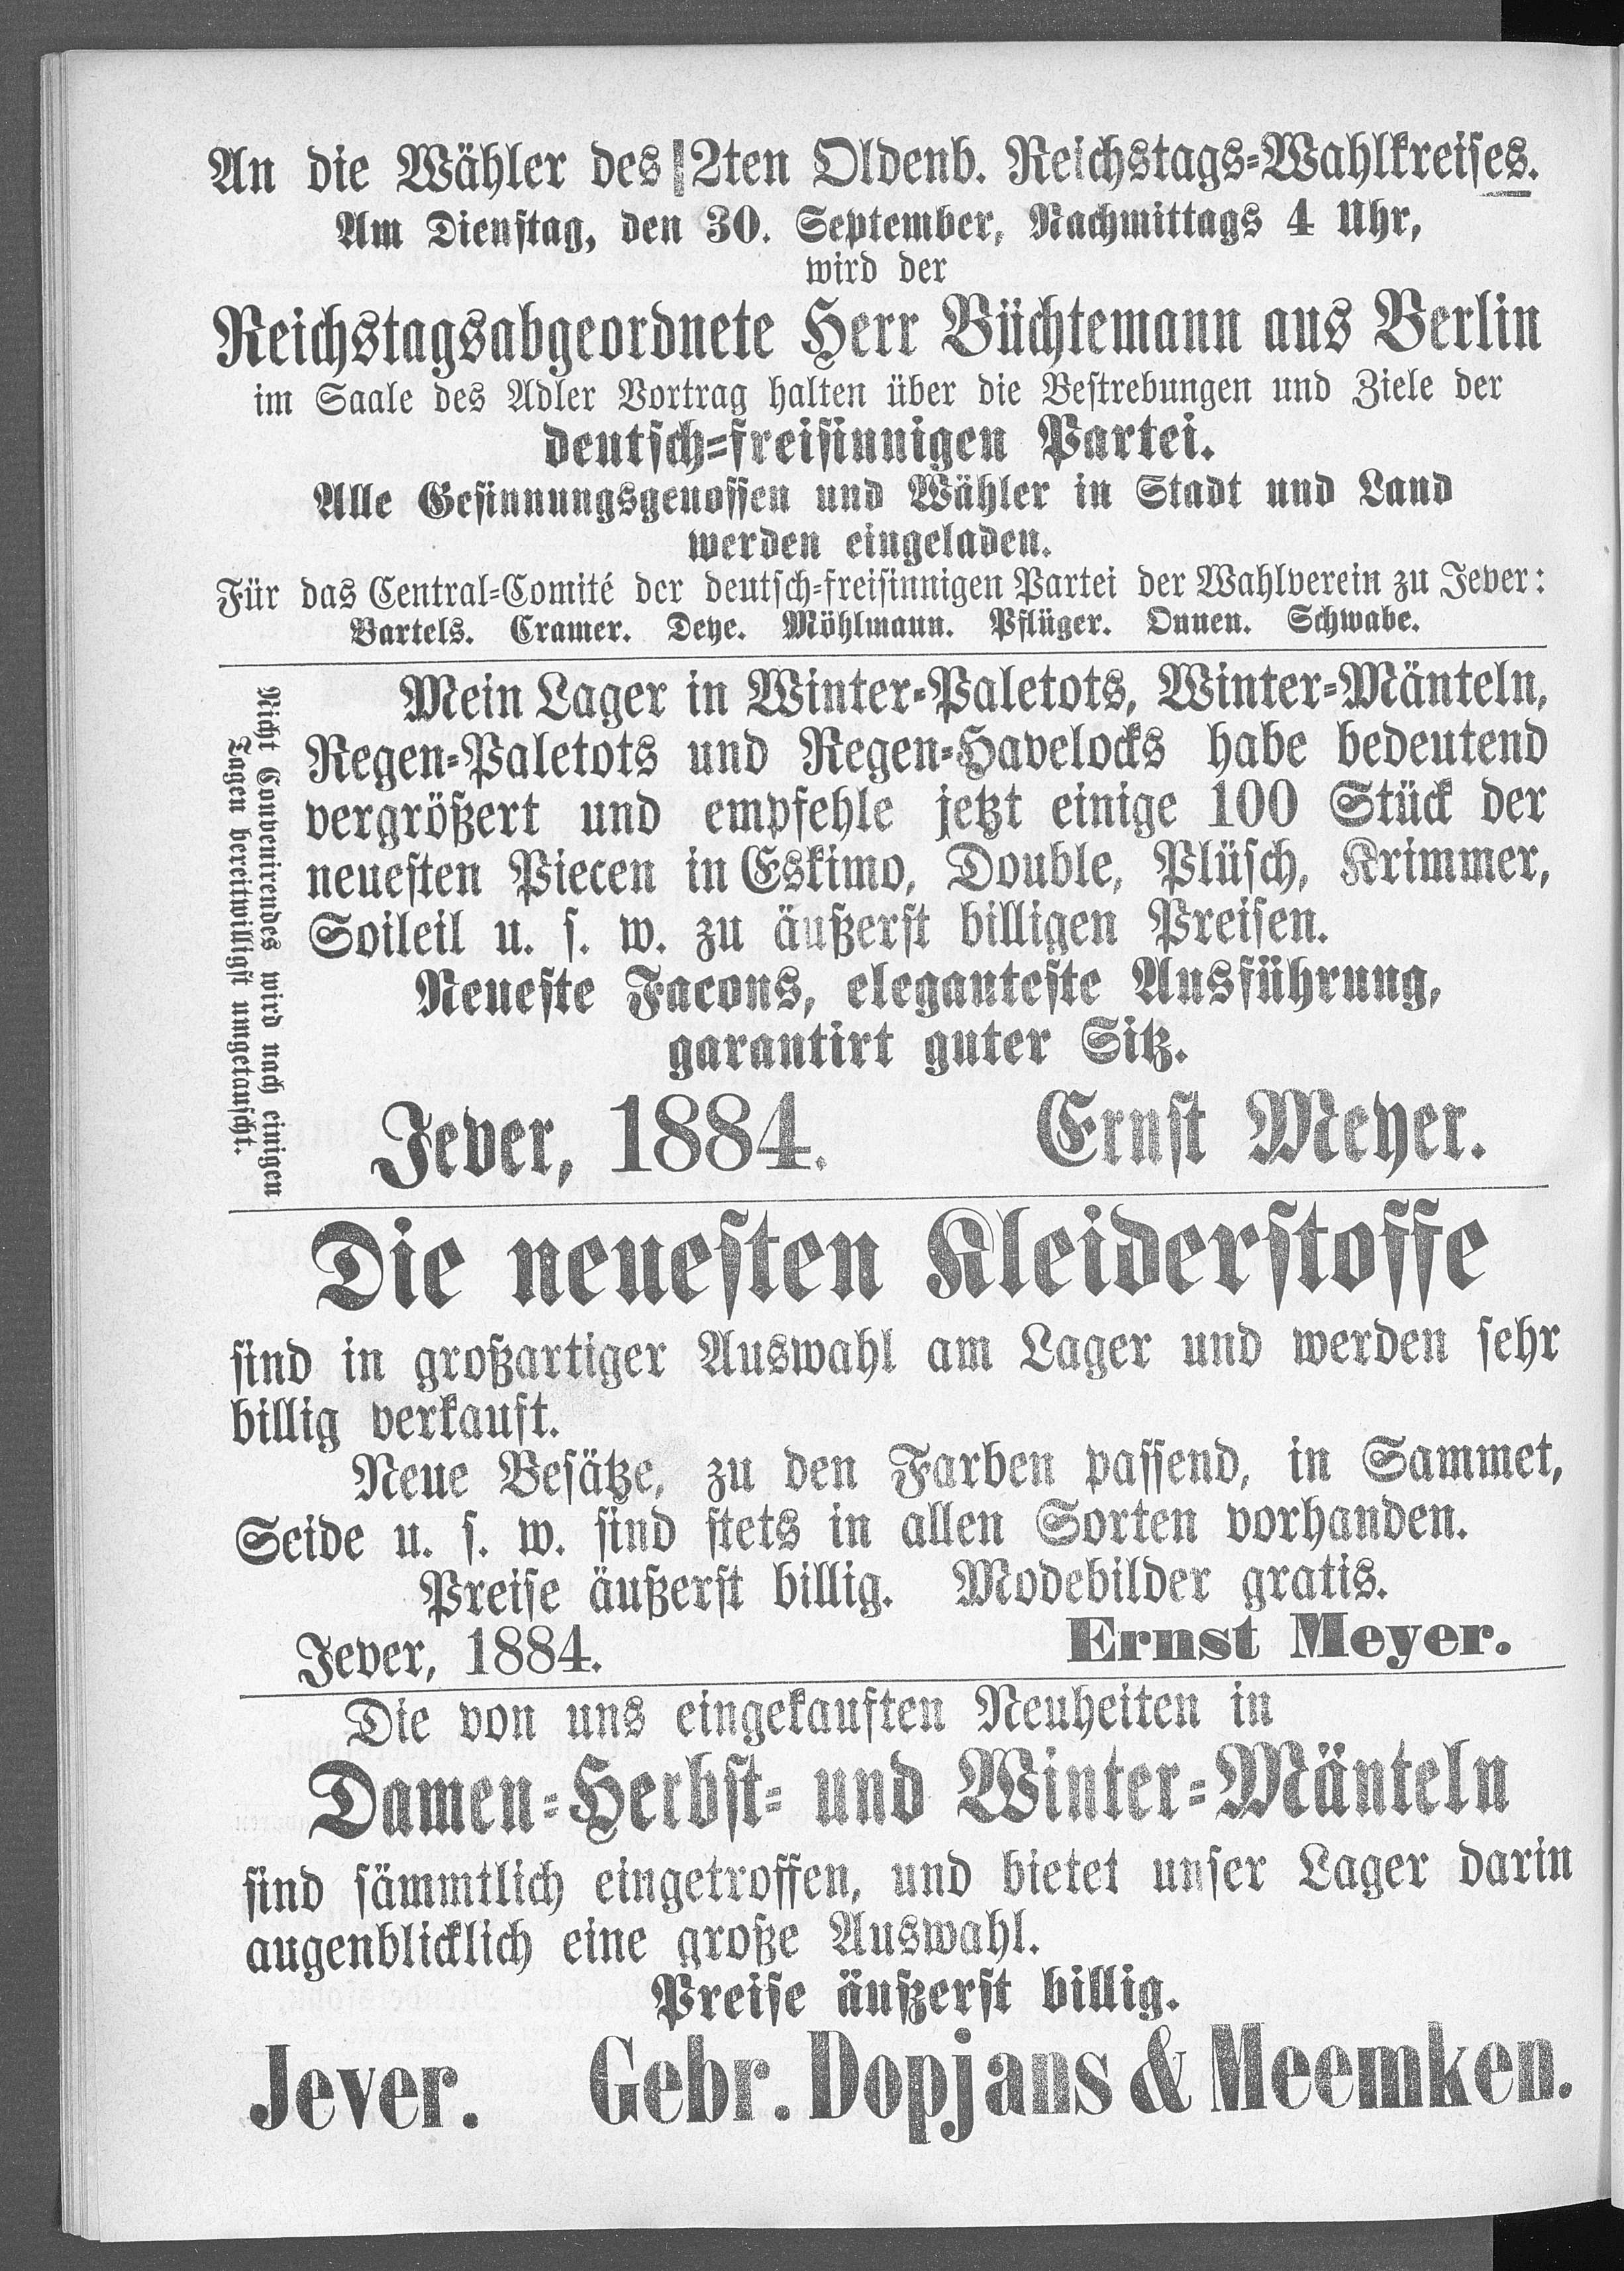 An die Wähler des 2ten Oldenb. Reichstags-Wahlkreises.
Am Dienstag, den 30. September, Nachmittags 4 Uhr,
wird der
Reichstagsabgeordnete Herr Büchtemann aus Berlin
im Saale des Adler Vortrag halten über die Bestrebungen und Ziele der
deutsch-freisinnigen Partei.
Alle Gesinnungsgenossen und Wähler in Stadt und Land
werden eingeladen.
Für das Central-Comité der deutsch-freisinnigen Partei der Wahlverein zu Jever:
Bartels. Cramer. Deye. Möhlmann. Pflüger. Onnen. Schwabe.
Nicht Convenirendes wird nach einigen
Tagen bereitwilligst umgetauscht.
Mein Lager in Winter-Paletots, Winter-Mänteln,
Regen-Paletots und Regen-Havelocks habe bedeutend
vergrößert und empfehle jetzt einige 100 Stück der
neuesten Piecen in Eskimo, Double, Plüsch, Krimmer,
Soileil u. s. w. zu äußerst billigen Preisen.
Neueste Facons, eleganteste Ausführung,
garantirt guter Sitz.
Jever, 1884. Ernst Meyer.
Die neuesten Kleiderstoffe
sind in großartiger Auswahl am Lager und werden sehr
billig verkauft.
Neue Besätze, zu den Farben passend, in Sammet,
Seide u. s. w. sind stets in allen Sorten vorhanden.
Preise äußerst billig. Modebilder gratis.
Jever, 1884. Ernst Meyer.
Die von uns eingekauften Neuheiten in
Damen-Herbst- und Winter-Mänteln
sind sämmtlich eingetroffen, und bietet unser Lager darin
augenblicklich eine große Auswahl.
Preise äußerst billig.
Jever. Gebr. Dopjans & Meemken.